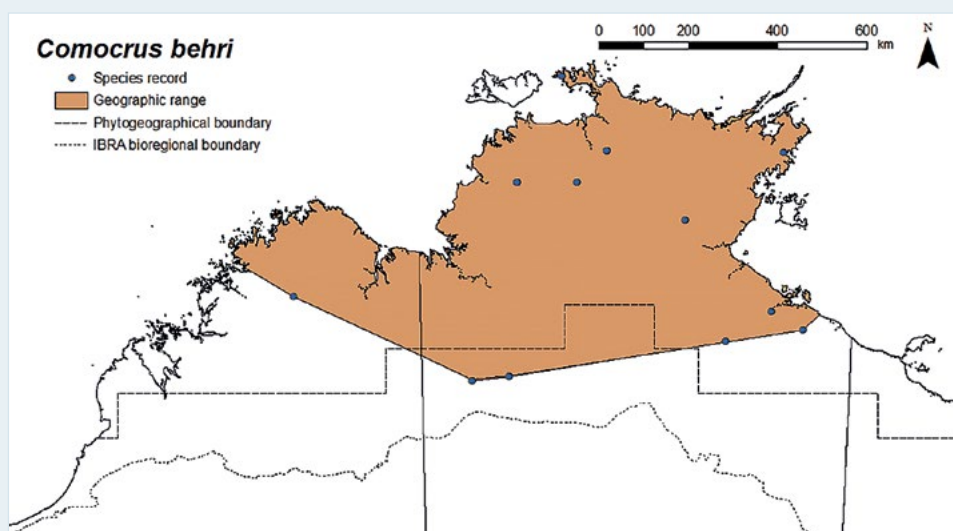 Comocrus behri
Species record
Geographic range
Phytogeographical boundary
IBRA bioregional boundary
0 100 200 400 600
km
N